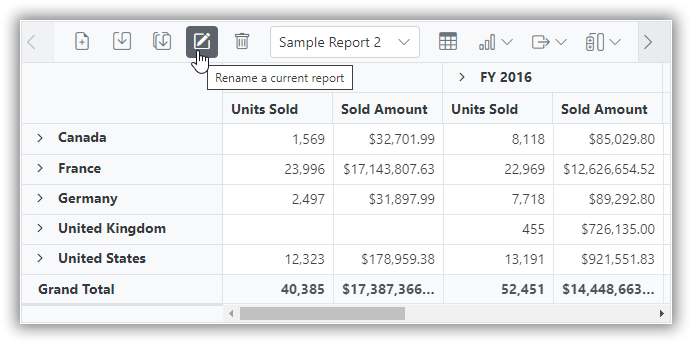 Sample Report 2
Rename a current report
FY 2016
Units Sold Sold Amount Units Sold Sold Amount
Canada 1,569 $32,701.99 8,118 $85,029.80
France 23,996 $17,143,807.63 22,969 $12,626,654.52
Germany 2,497 $31,897.99 7,718 $89,292.80
United Kingdom 455 $726,135.00
United States 12,323 $178,959.38 13,191 $921,551.83
Grand Total 40,385 $17,387,366... 52,451 $14,448,663...